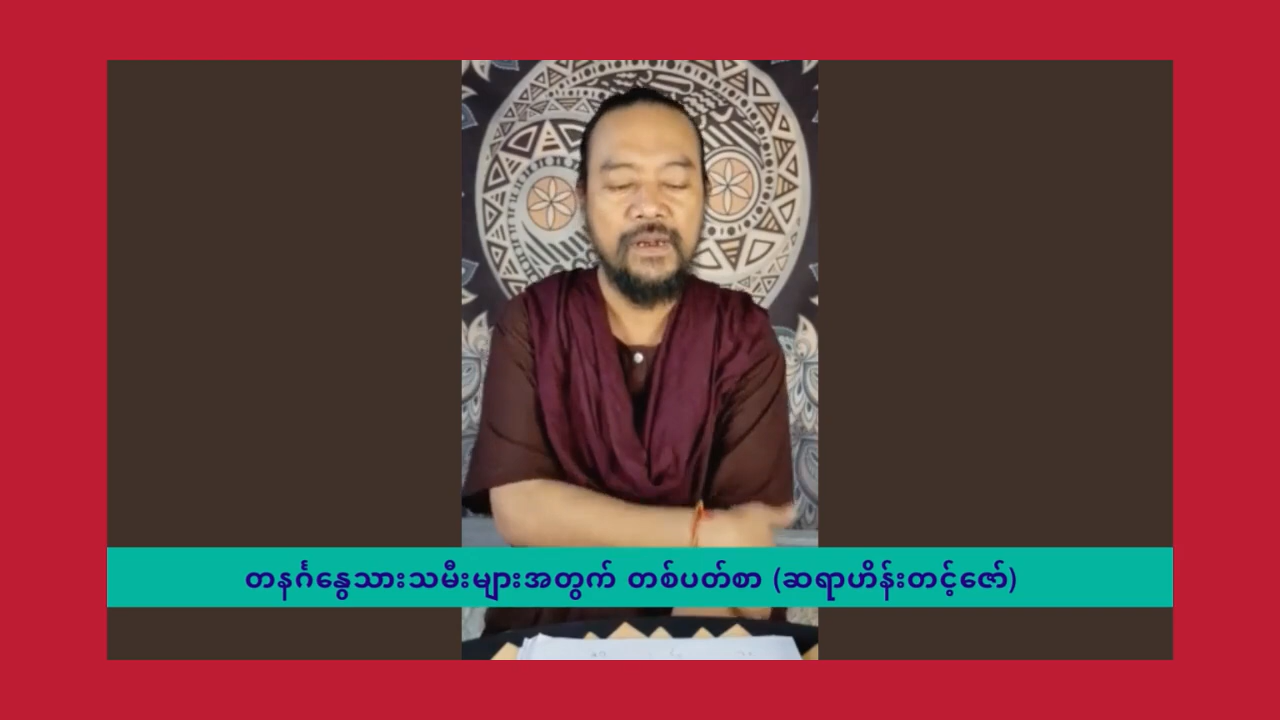 တနင်္ဂနွေသားသမီးများအတွက် တစ်ပတ်စာ (ဆရာဟိန်းတင့်ဇော်)